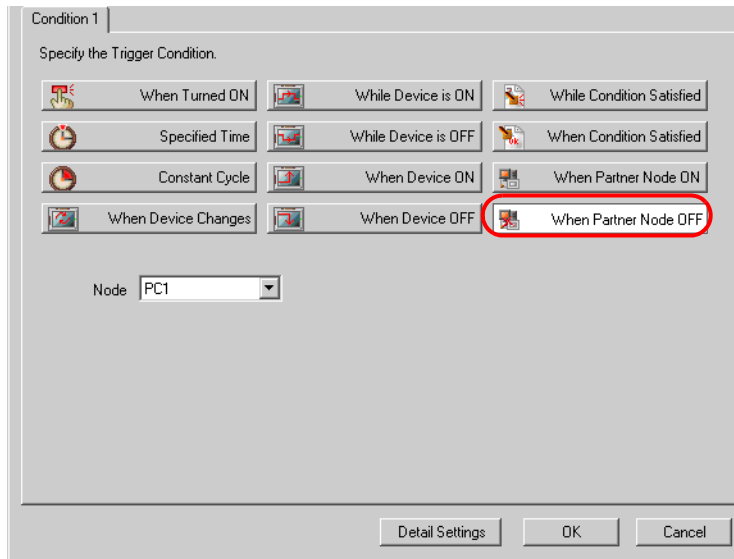 Condition 1
Specify the Trigger Condition.
When Turned ON While Device is ON While Condition Satisfied
Specified Time While Device is OFF When Condition Satisfied
Constant Cycle When Device ON When Partner Node ON
When Device Changes When Device OFF When Partner Node OFF
Node PC1
Detail Settings OK Cancel